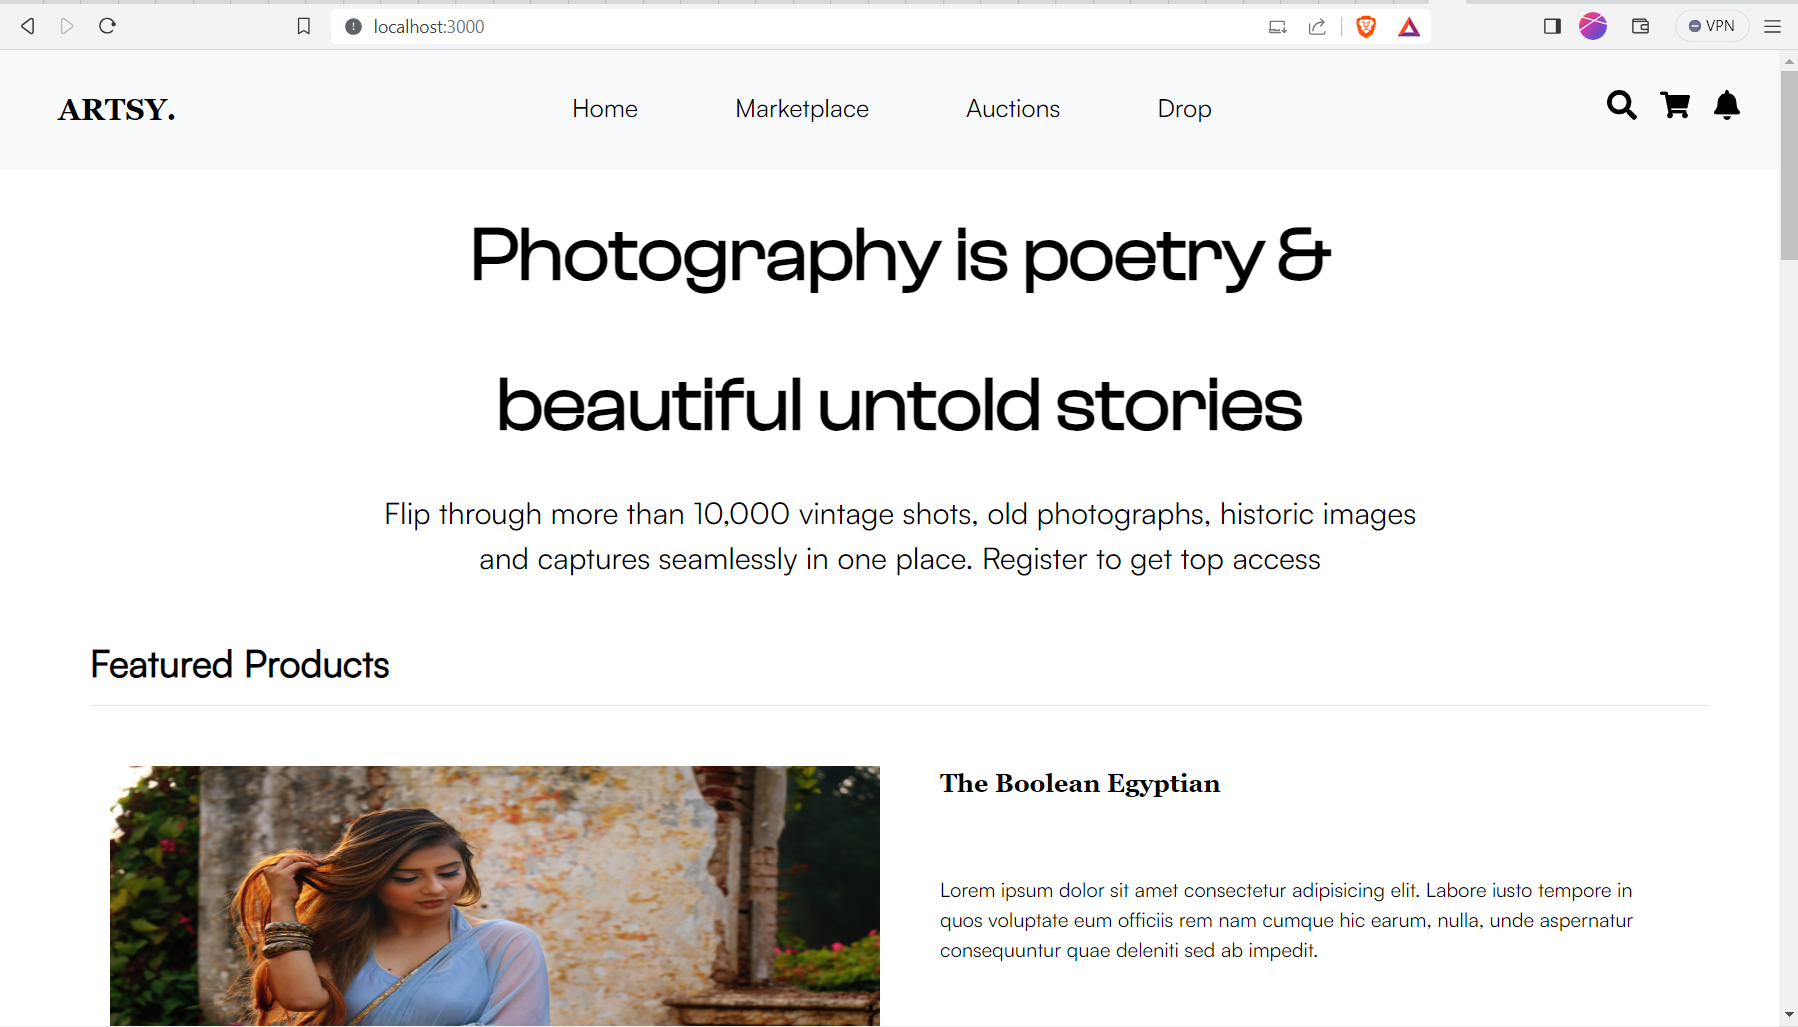 localhost:3000
VPN
ARTSY.
Home Marketplace Auctions Drop
Photography is poetry &
beautiful untold stories
Flip through more than 10,000 vintage shots, old photographs, historic images
and captures seamlessly in one place. Register to get top access
Featured Products
The Boolean Egyptian
Lorem ipsum dolor sit amet consectetur adipisicing elit. Labore iusto tempore in
quos voluptate eum officiis rem nam cumque hic earum, nulla, unde aspernatur
consequuntur quae deleniti sed ab impedit.